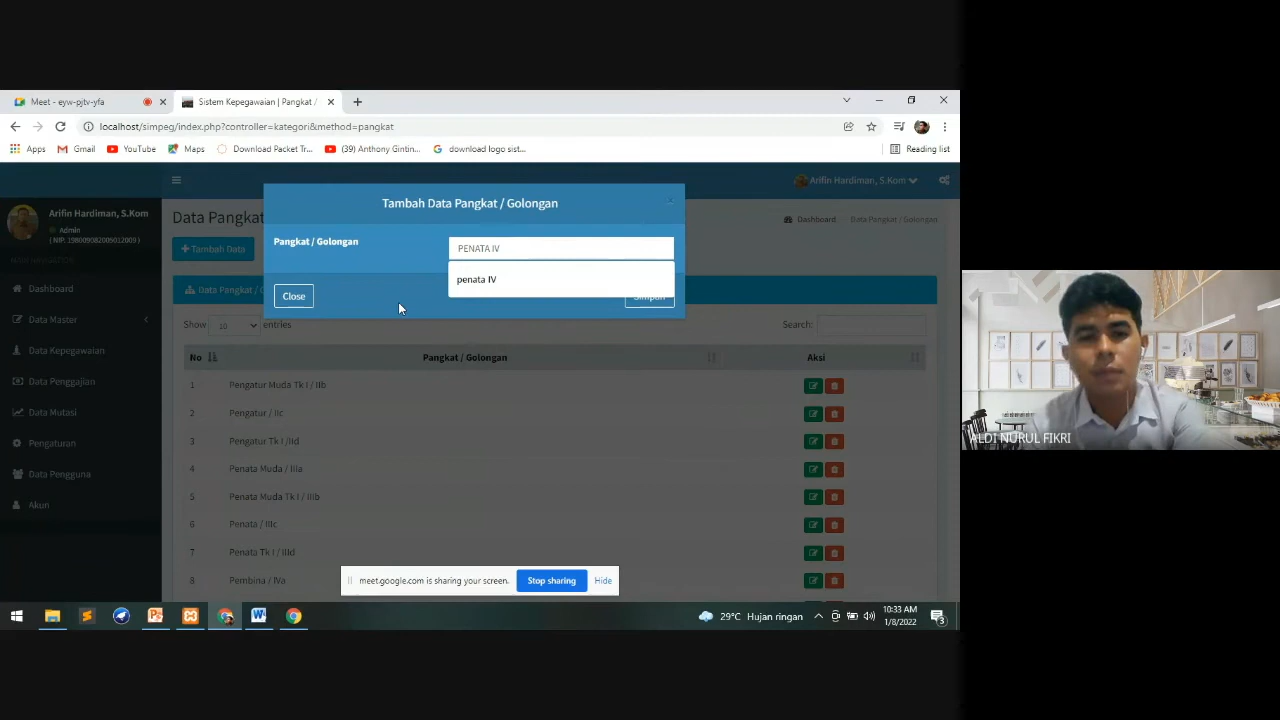 Meet - eyw-pjtv-yfa
Sistem Kepegawaian | Pangkat /
localhost/simpeg/index.php?controller=kategori&method=pangkat
Apps
Gmail
YouTube
Maps
Download Packet Tr...
(39) Anthony Gintin...
download logo sist...
Reading list
Arifin Hardiman, S.Kom
Admin
( NIP. 198009082005012009 )
MAIN NAVIGATION
Dashboard
Data Master
Data Kepegawaian
Data Penggajian
Data Mutasi
Pengaturan
Data Pengguna
Akun
Arifin Hardiman, S.Kom
Data Pangkat
Dashboard
Data Pangkat / Golongan
Tambah Data
Tambah Data Pangkat / Golongan
Pangkat / Golongan
PENATA IV
penata IV
Close
Simpan
Show 10 entries
Search:
No
Pangkat / Golongan
Aksi
1 Pengatur Muda Tk I / IIb
2 Pengatur / IIc
3 Pengatur Tk I /IId
4 Penata Muda / IIIa
5 Penata Muda Tk I / IIIb
6 Penata / IIIc
7 Penata Tk I / IIId
8 Pembina / IVa
meet.google.com is sharing your screen.
Stop sharing
Hide
29°C Hujan ringan
10:33 AM
1/8/2022
3
ALDI NURUL FIKRI